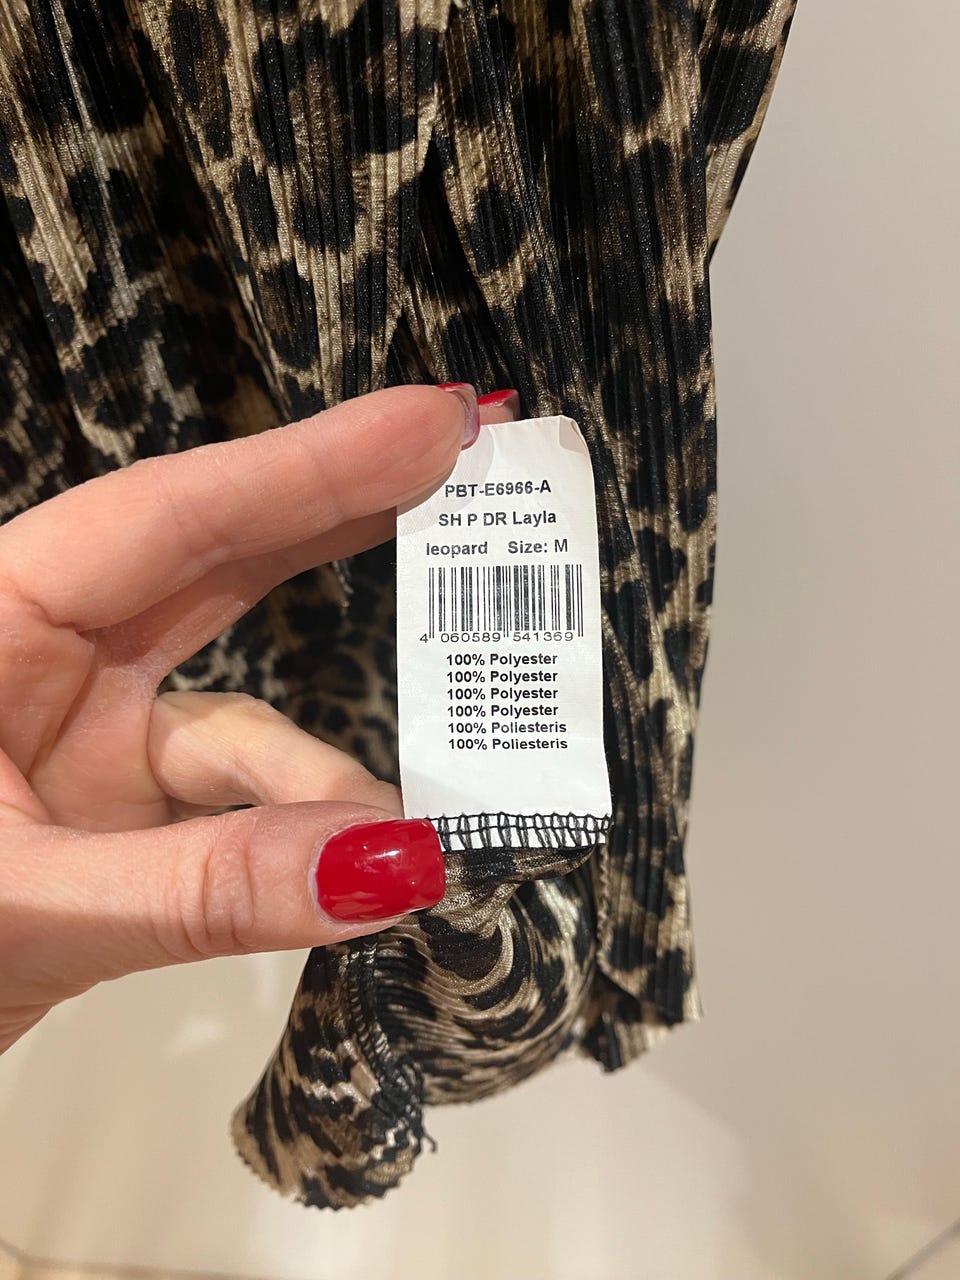 PBT-E6966-A
SH P DR Layla
leopard Size: M
4 060589 541369
100% Polyester
100% Polyester
100% Polyester
100% Polyester
100% Poliesteris
100% Poliesteris